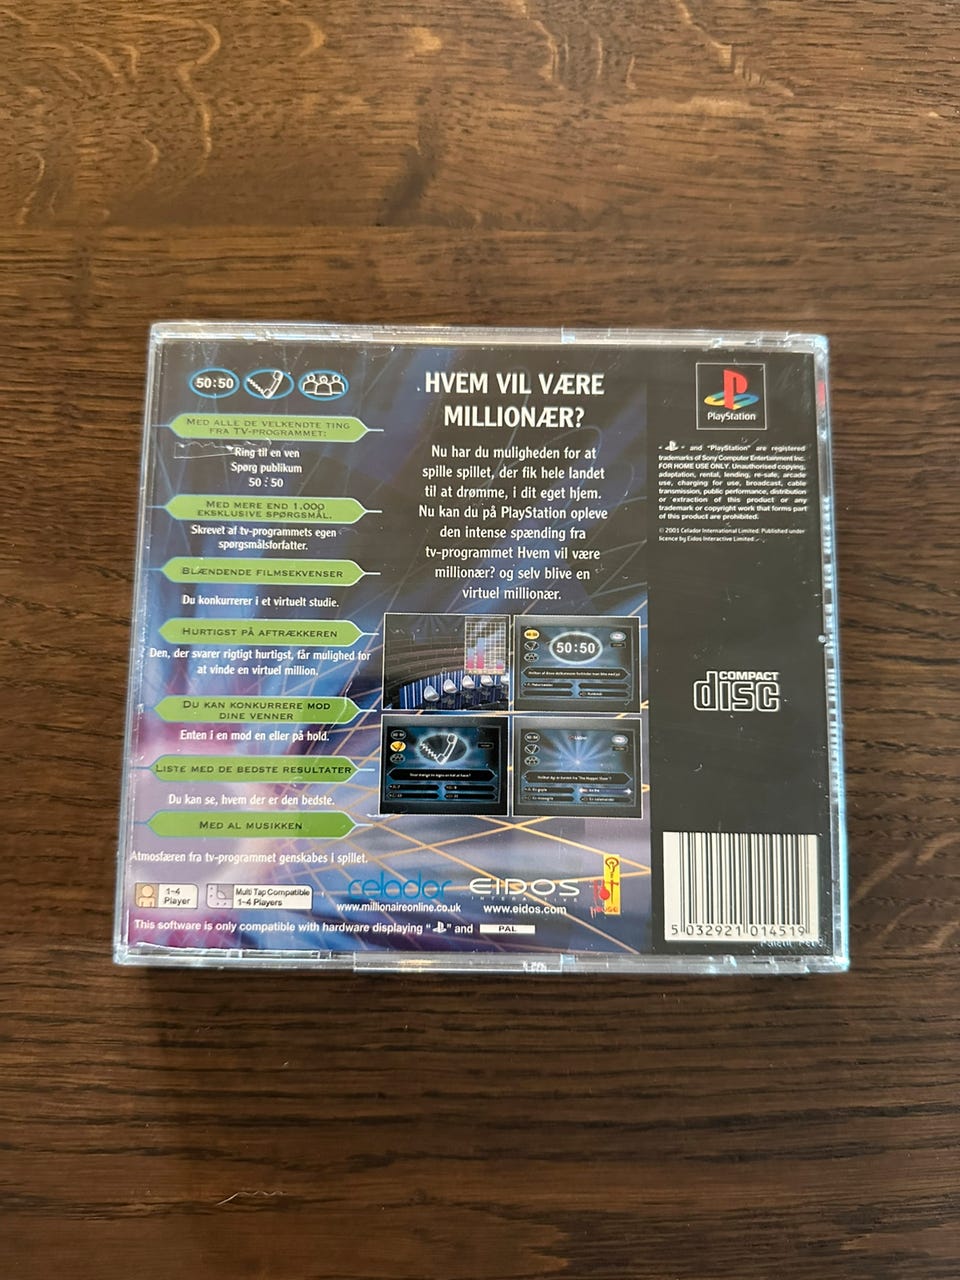 50:50
MED ALLE DE VELKENDTE TING
FRA TV-PROGRAMMET:
Ring til en ven
Spørg publikum
50:50
MED MERE END 1.000
EKSKLUSIVE SPØRGSMÅL.
Skrevet af tv-programmets egen
spørgsmålsforfatter.
BLÆNDENDE FILMSEKVENSER
Du konkurrerer i et virtuelt studie.
HURTIGST PÅ AFTRÆKKEREN
Den, der svarer rigtigt hurtigst, får mulighed for
at vinde en virtuel million.
DU KAN KONKURRERE MOD
DINE VENNER
Enten i en mod en eller på hold.
LISTE MED DE BEDSTE RESULTATER
Du kan se, hvem der er den bedste.
MED AL MUSIKKEN
Atmosfæren fra tv-programmet genskabes i spillet.
HVEM VIL VÆRE
MILLIONÆR?
Nu har du muligheden for at
spille spillet, der fik hele landet
til at drømme, i dit eget hjem.
Nu kan du på PlayStation opleve
den intense spænding fra
tv-programmet Hvem vil være
millionær? og selv blive en
virtuel millionær.
50:50
PlayStation
" " and "PlayStation" are registered
trademarks of Sony Computer Entertainment Inc.
FOR HOME USE ONLY. Unauthorised copying,
adaptation, rental, lending, re-sale, arcade
use, charging for use, broadcast, cable
transmission, public performance, distribution
or extraction of this product or any
trademark or copyright work that forms part
of this product are prohibited.
© 2001 Celador International Limited. Published under
licence by Eidos Interactive Limited
COMPACT
disc
1-4
Player
Multi Tap Compatible
1-4 Players
celador
www.millionaireonline.co.uk
EIDOS
INTERACTIVE
www.eidos.com
HOUSE
This software is only compatible with hardware displaying " " and PAL
5 032921 014519